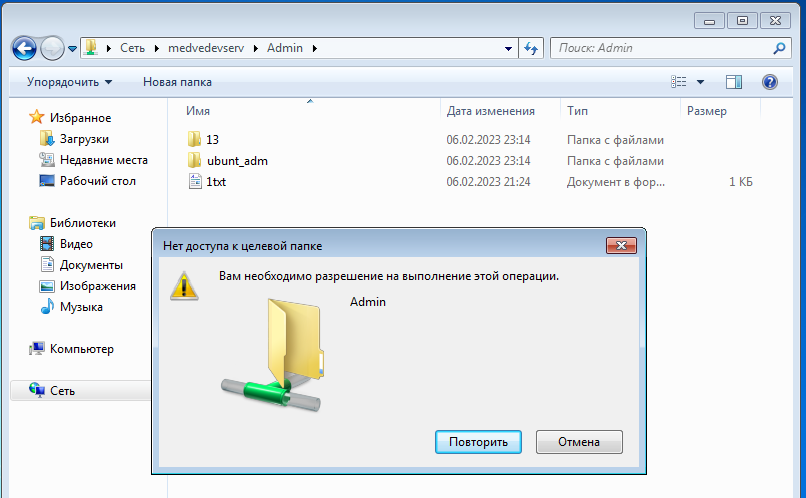 Сеть medvedevserv Admin
Поиск: Admin
Упорядочить Новая папка
Имя Дата изменения Тип Размер
Избранное
Загрузки
Недавние места
Рабочий стол
13 06.02.2023 23:14 Папка с файлами
ubunt_adm 06.02.2023 23:14 Папка с файлами
1txt 06.02.2023 21:24 Документ в фор... 1 КБ
Библиотеки
Видео
Документы
Изображения
Музыка
Компьютер
Сеть
Нет доступа к целевой папке
Вам необходимо разрешение на выполнение этой операции.
Admin
Повторить Отмена